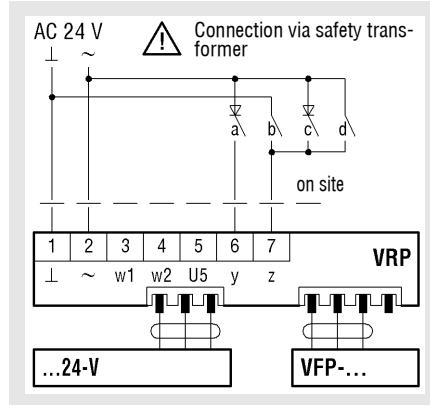 AC 24 V
⊥ ~
Connection via safety trans-
former
a b c d
on site
1 2 3 4 5 6 7
VRP
⊥ ~ w1 w2 U5 y z
...24-V
VFP-...